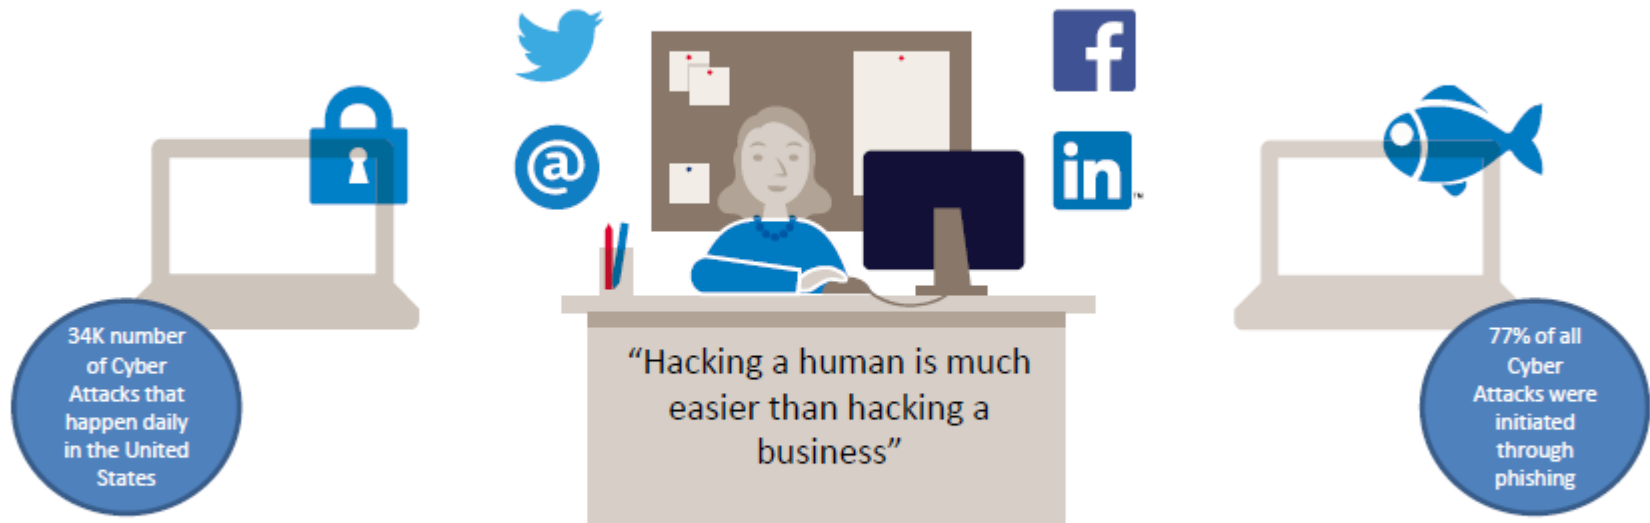 34K number
of Cyber
Attacks that
happen daily
in the United
States
@
f
in™
“Hacking a human is much
easier than hacking a
business”
77% of all
Cyber
Attacks were
initiated
through
phishing